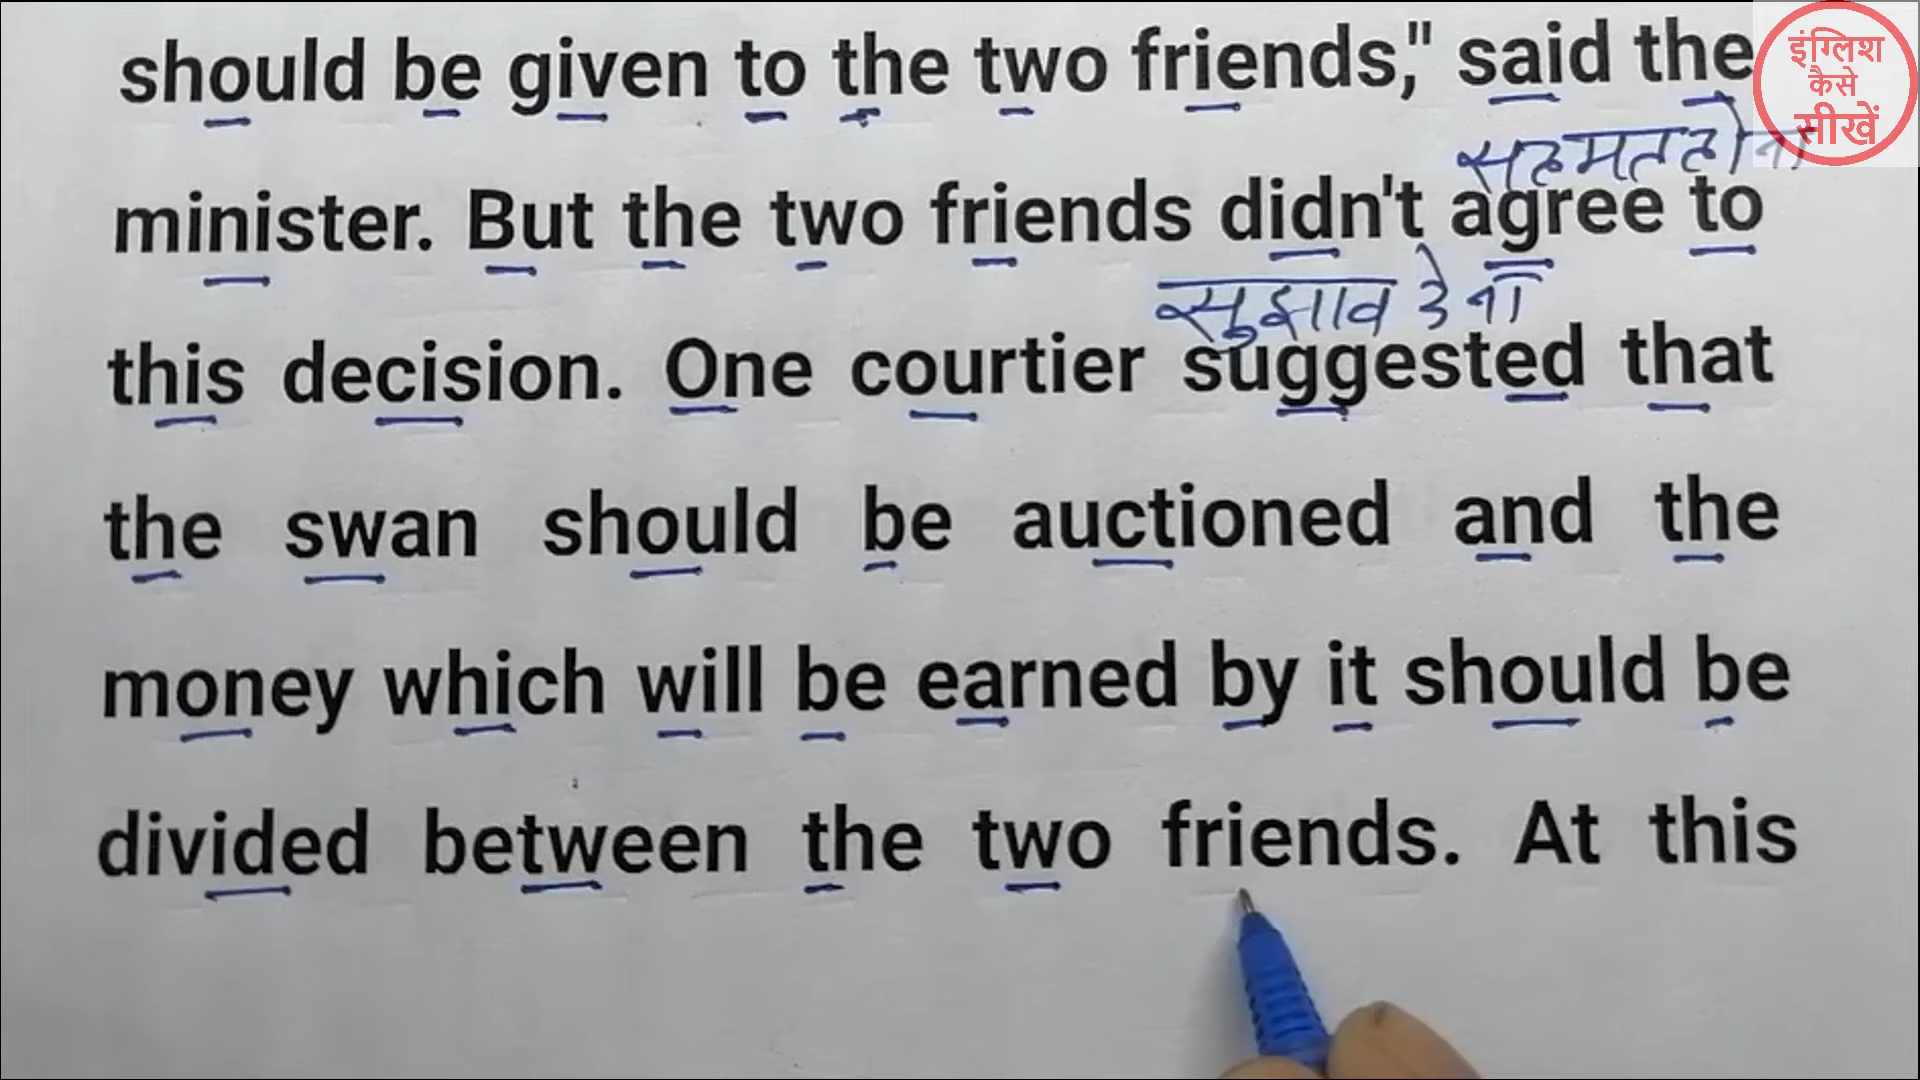 should be given to the two friends," said the
इंग्लिश
कैसे
सीखें
सहमत होना
minister. But the two friends didn't agree to
सुझाव देना
this decision. One courtier suggested that
the swan should be auctioned and the
money which will be earned by it should be
divided between the two friends. At this